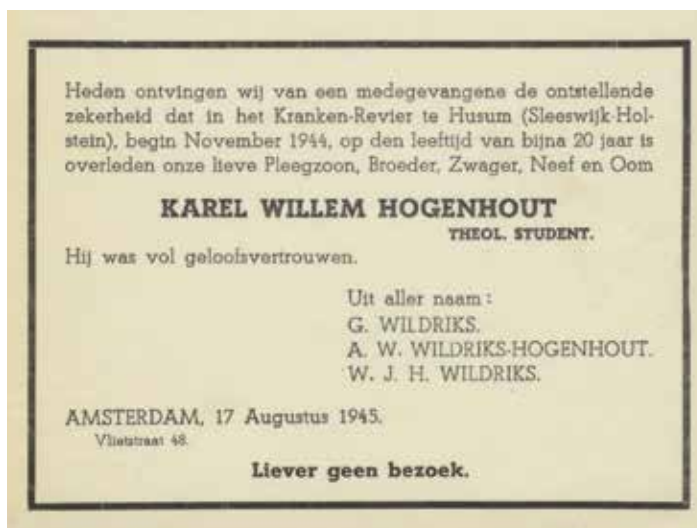 Heden ontvingen wij van een medegevangene de ontstellende
zekerheid dat in het Kranken-Revier te Husum (Sleeswijk-Hol-
stein), begin November 1944, op den leeftijd van bijna 20 jaar is
overleden onze lieve Pleegzoon, Broeder, Zwager, Neef en Oom
KAREL WILLEM HOGENHOUT
THEOL. STUDENT.
Hij was vol geloofsvertrouwen.
Uit aller naam:
G. WILDRIKS.
A. W. WILDRIKS-HOGENHOUT.
W. J. H. WILDRIKS.
AMSTERDAM, 17 Augustus 1945.
Vlietstraat 48.
Liever geen bezoek.